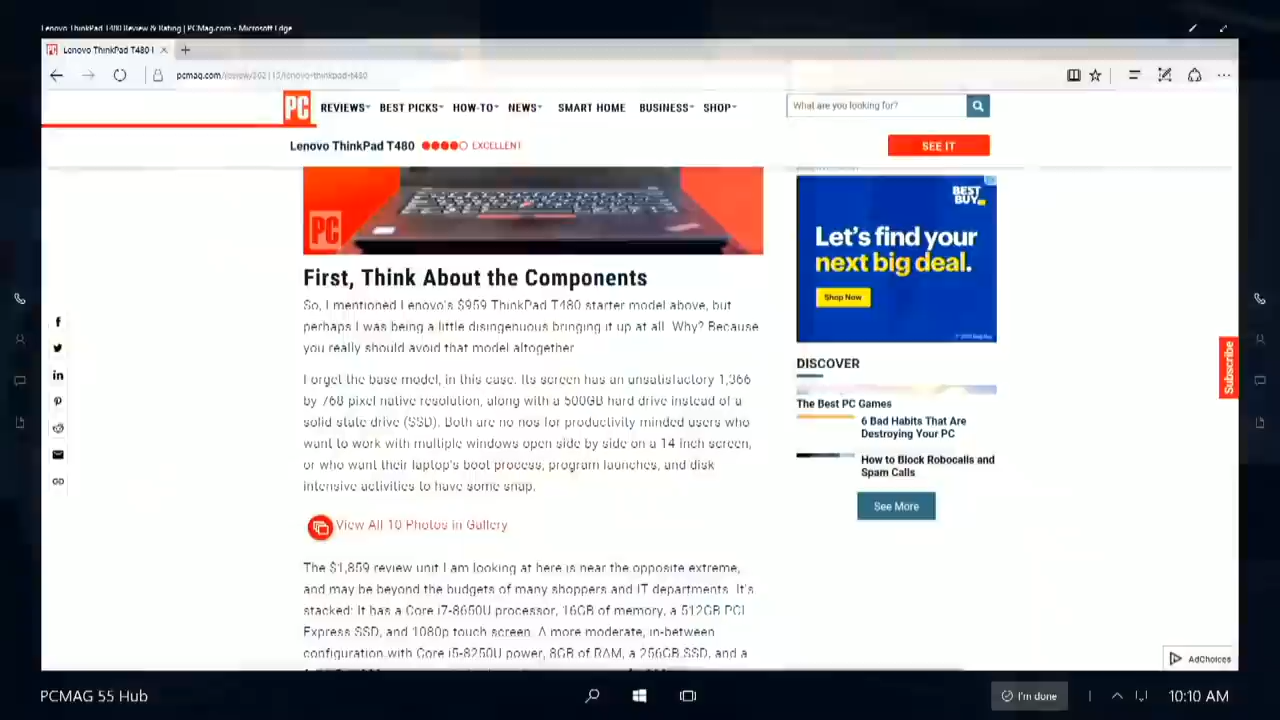 Lenovo ThinkPad T480 Review & Rating | PCMag.com - Microsoft Edge
PC Lenovo ThinkPad T480 I
pcmag.com
PC REVIEWS BEST PICKS HOW-TO NEWS SMART HOME BUSINESS SHOP What are you looking for?
Lenovo ThinkPad T480 EXCELLENT SEE IT
PC
First, Think About the Components
So, I mentioned Lenovo's $959 ThinkPad T480 starter model above, but
perhaps I was being a little disingenuous bringing it up at all. Why? Because
you really should avoid that model altogether
Forget the base model, in this case. Its screen has an unsatisfactory 1,366
by 768 pixel native resolution, along with a 500GB hard drive instead of a
solid state drive (SSD). Both are no nos for productivity minded users who
want to work with multiple windows open side by side on a 14 inch screen,
or who want their laptop's boot process, program launches, and disk
intensive activities to have some snap.
View All 10 Photos in Gallery
The $1,859 review unit I am looking at here is near the opposite extreme,
and may be beyond the budgets of many shoppers and IT departments. It's
stacked: It has a Core i7-8650U processor, 16GB of memory, a 512GB PCI
Express SSD, and 1080p touch screen. A more moderate, in-between
configuration with Core i5-8250U power, 8GB of RAM, a 256GB SSD, and a
BEST
BUY
Let's find your
next big deal.
Shop Now
DISCOVER
The Best PC Games
6 Bad Habits That Are
Destroying Your PC
How to Block Robocalls and
Spam Calls
See More
Subscribe
AdChoices
PCMAG 55 Hub I'm done 10:10 AM